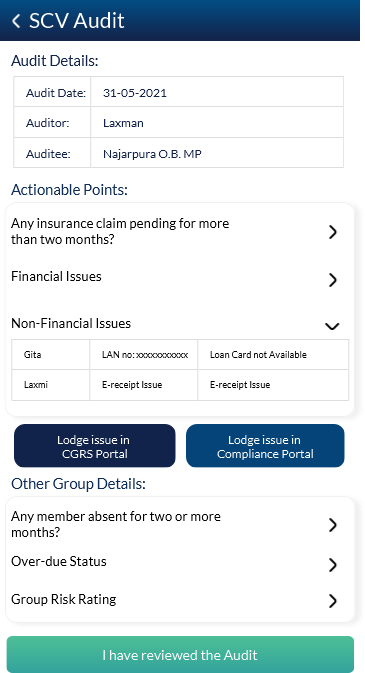 SCV Audit
Audit Details:
Audit Date: 31-05-2021
Auditor: Laxman
Auditee: Najarpura O.B. MP
Actionable Points:
Any insurance claim pending for more
than two months?
Financial Issues
Non-Financial Issues
Gita LAN no: xxxxxxxxxxx Loan Card not Available
Laxmi E-receipt Issue E-receipt Issue
Lodge issue in
CGRS Portal
Lodge issue in
Compliance Portal
Other Group Details:
Any member absent for two or more
months?
Over-due Status
Group Risk Rating
I have reviewed the Audit